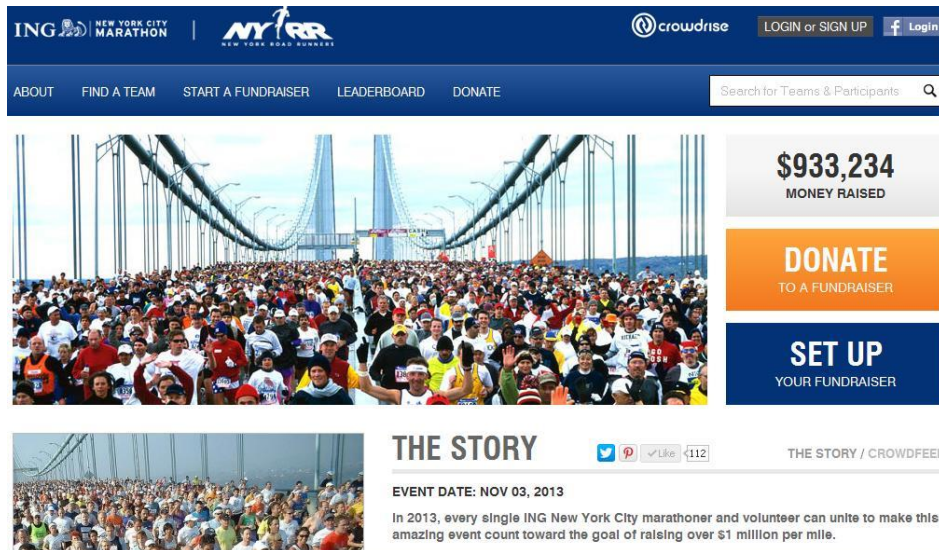 ING NEW YORK CITY MARATHON | NYRR NEW YORK ROAD RUNNERS
crowdrise LOGIN or SIGN UP f Login
ABOUT FIND A TEAM START A FUNDRAISER LEADERBOARD DONATE Search for Teams & Participants
$933,234
MONEY RAISED
DONATE
TO A FUNDRAISER
SET UP
YOUR FUNDRAISER
THE STORY Like 112 THE STORY / CROWDFEED
EVENT DATE: NOV 03, 2013
In 2013, every single ING New York City marathoner and volunteer can unite to make this
amazing event count toward the goal of raising over $1 million per mile.